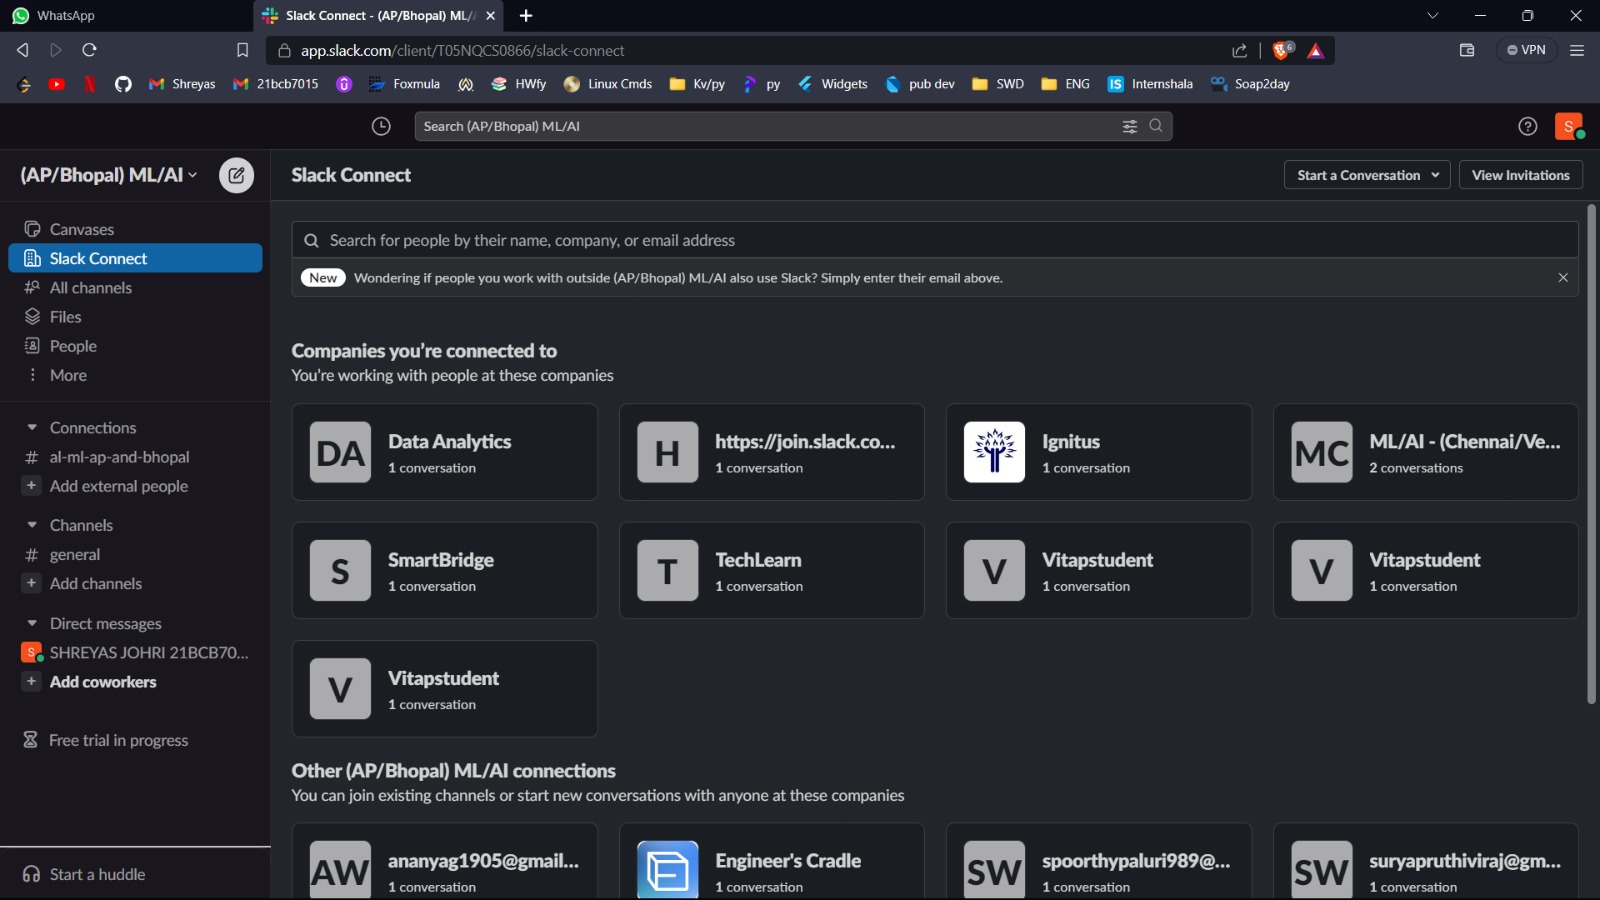 WhatsApp
Slack Connect - (AP/Bhopal) ML/
app.slack.com/client/T05NQCS0866/slack-connect
6
VPN
Shreyas
21bcb7015
Foxmula
HWfy
Linux Cmds
Kv/py
py
Widgets
pub dev
SWD
ENG
IS
Internshala
Soap2day
Search (AP/Bhopal) ML/AI
S
(AP/Bhopal) ML/AI
Slack Connect
Start a Conversation
View Invitations
Canvases
Slack Connect
All channels
Files
People
More
Search for people by their name, company, or email address
New Wondering if people you work with outside (AP/Bhopal) ML/AI also use Slack? Simply enter their email above.
Companies you're connected to
You're working with people at these companies
Connections
# al-ml-ap-and-bhopal
+ Add external people
Channels
# general
+ Add channels
Direct messages
S SHREYAS JOHRI 21BCB70...
+ Add coworkers
Free trial in progress
Start a huddle
DA
Data Analytics
1 conversation
H
https://join.slack.co...
1 conversation
Ignitus
1 conversation
MC
ML/AI - (Chennai/Ve...
2 conversations
S
SmartBridge
1 conversation
T
TechLearn
1 conversation
V
Vitapstudent
1 conversation
V
Vitapstudent
1 conversation
V
Vitapstudent
1 conversation
Other (AP/Bhopal) ML/AI connections
You can join existing channels or start new conversations with anyone at these companies
AW
ananyag1905@gmail...
1 conversation
Engineer's Cradle
1 conversation
SW
spoorthypaluri989@...
1 conversation
SW
suryapruthiviraj@gm...
1 conversation